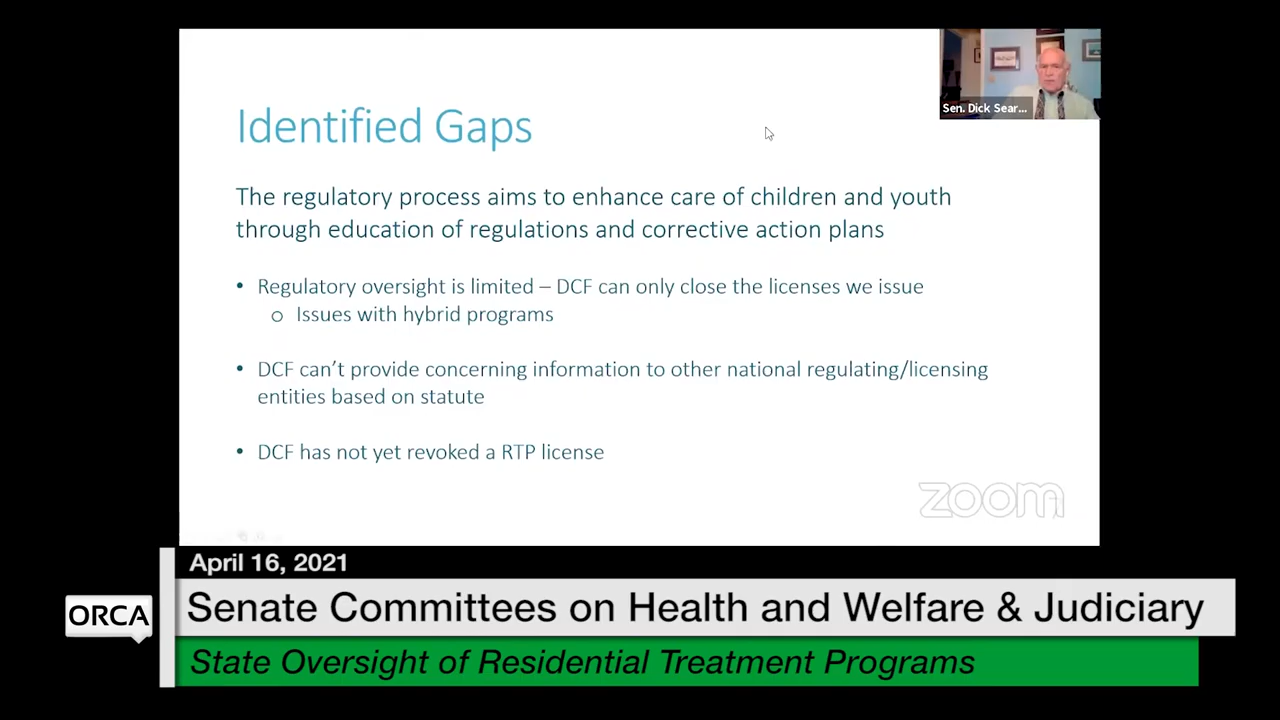 Sen. Dick Sear...
Identified Gaps
The regulatory process aims to enhance care of children and youth
through education of regulations and corrective action plans
• Regulatory oversight is limited – DCF can only close the licenses we issue
o Issues with hybrid programs
• DCF can’t provide concerning information to other national regulating/licensing
entities based on statute
• DCF has not yet revoked a RTP license
zoom
April 16, 2021
ORCA
Senate Committees on Health and Welfare & Judiciary
State Oversight of Residential Treatment Programs